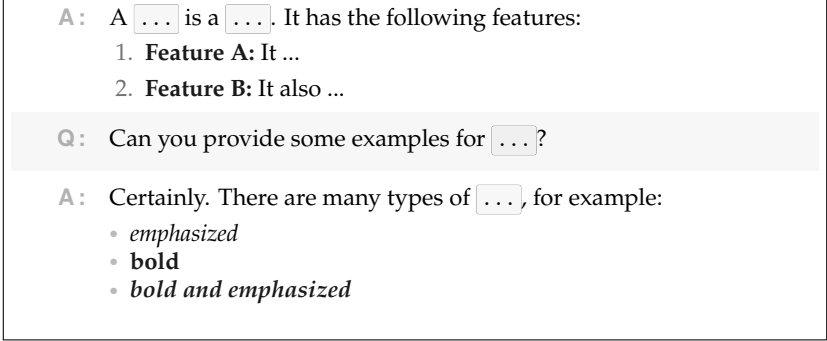 A: A ... is a .... It has the following features:
1. Feature A: It ...
2. Feature B: It also ...
Q: Can you provide some examples for ...?
A: Certainly. There are many types of ..., for example:
• emphasized
• bold
• bold and emphasized